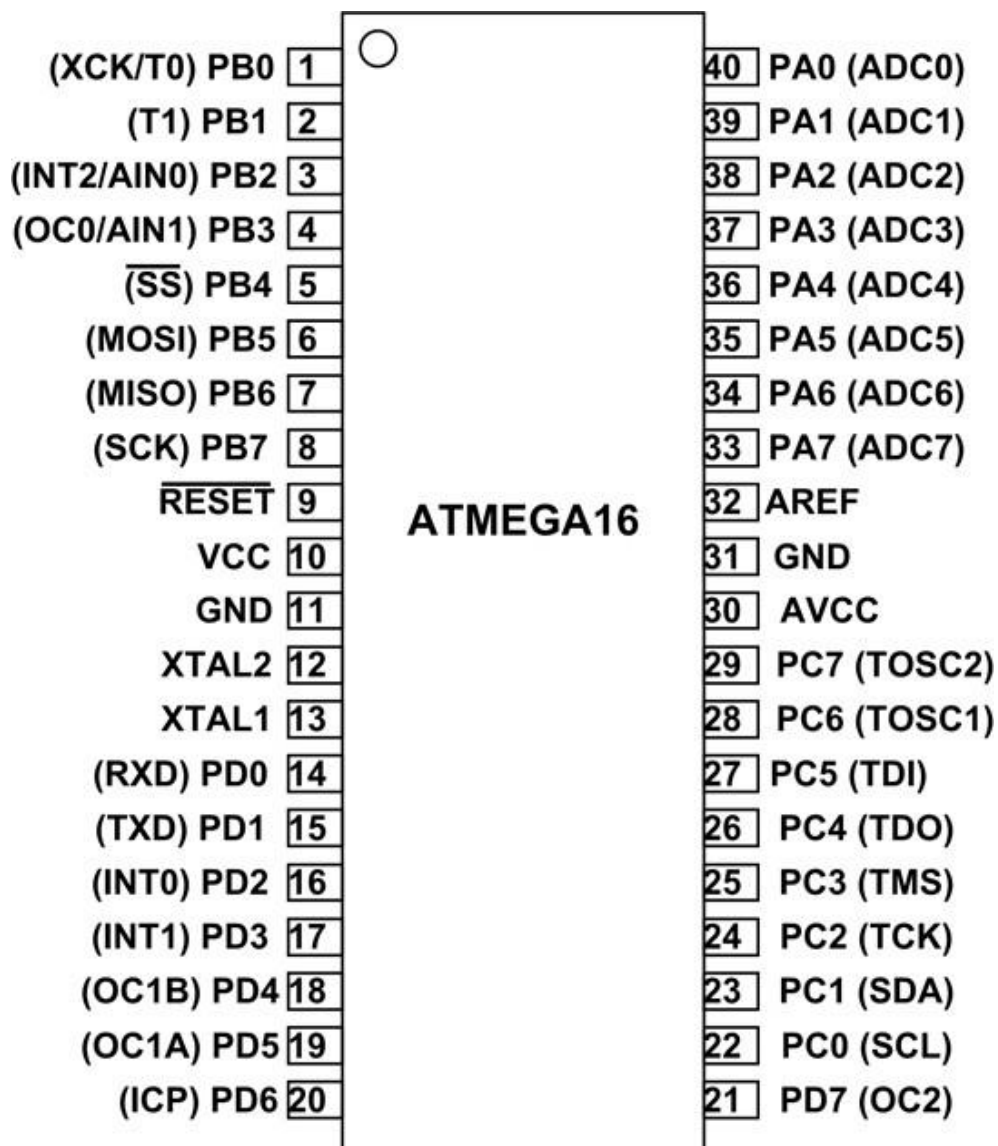 (XCK/T0) PB0 1
(T1) PB1 2
(INT2/AIN0) PB2 3
(OC0/AIN1) PB3 4
(S̅S̅) PB4 5
(MOSI) PB5 6
(MISO) PB6 7
(SCK) PB7 8
R̅E̅S̅E̅T̅ 9
VCC 10
GND 11
XTAL2 12
XTAL1 13
(RXD) PD0 14
(TXD) PD1 15
(INT0) PD2 16
(INT1) PD3 17
(OC1B) PD4 18
(OC1A) PD5 19
(ICP) PD6 20
ATMEGA16
40 PA0 (ADC0)
39 PA1 (ADC1)
38 PA2 (ADC2)
37 PA3 (ADC3)
36 PA4 (ADC4)
35 PA5 (ADC5)
34 PA6 (ADC6)
33 PA7 (ADC7)
32 AREF
31 GND
30 AVCC
29 PC7 (TOSC2)
28 PC6 (TOSC1)
27 PC5 (TDI)
26 PC4 (TDO)
25 PC3 (TMS)
24 PC2 (TCK)
23 PC1 (SDA)
22 PC0 (SCL)
21 PD7 (OC2)